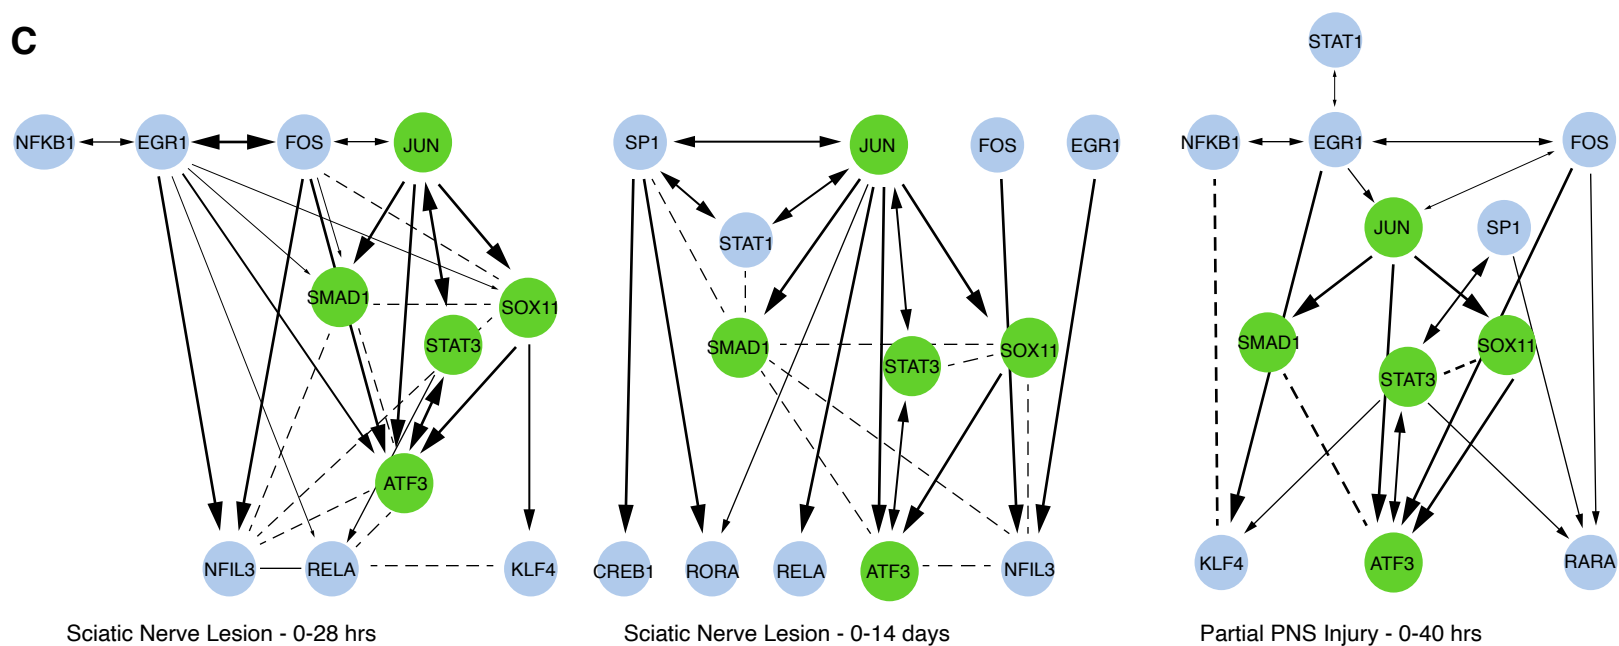 C
STAT1
NFKB1 EGR1 FOS JUN
SP1 JUN FOS EGR1
NFKB1 EGR1 FOS
STAT1
JUN SP1
SMAD1 SOX11
STAT3
SMAD1 STAT3 SOX11
SMAD1 STAT3 SOX11
ATF3
NFIL3 RELA KLF4
CREB1 RORA RELA ATF3 NFIL3
KLF4 ATF3 RARA
Sciatic Nerve Lesion - 0-28 hrs
Sciatic Nerve Lesion - 0-14 days
Partial PNS Injury - 0-40 hrs